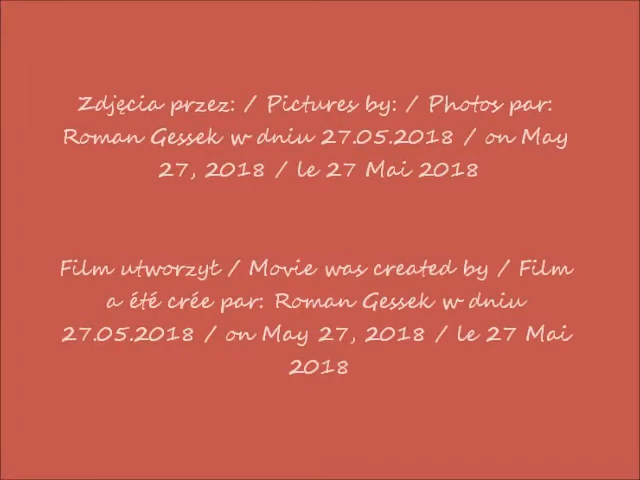 Zdjęcia przez: / Pictures by: / Photos par:
Roman Gessek w dniu 27.05.2018 / on May
27, 2018 / le 27 Mai 2018
Film utworzył / Movie was created by / Film
a été crée par: Roman Gessek w dniu
27.05.2018 / on May 27, 2018 / le 27 Mai
2018